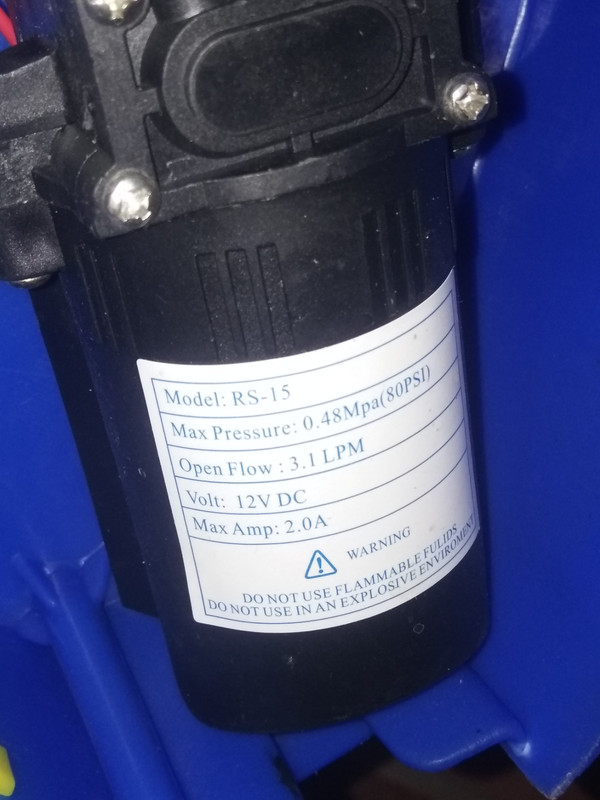 Model: RS-15
Max Pressure: 0.48Mpa(80PSI)
Open Flow : 3.1 LPM
Volt: 12V DC
Max Amp: 2.0A
WARNING
DO NOT USE FLAMMABLE FULIDS
DO NOT USE IN AN EXPLOSIVE ENVIROMENT